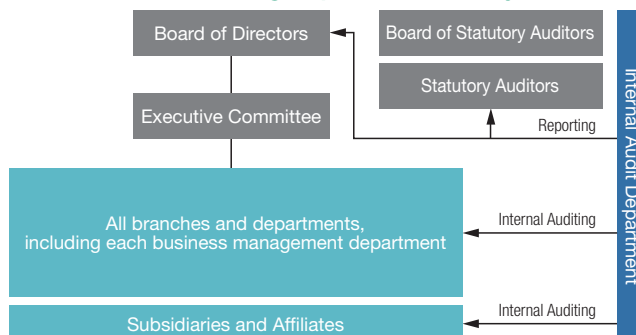 Board of Directors
Board of Statutory Auditors
Statutory Auditors
Executive Committee
Reporting
Internal Audit Department
All branches and departments,
including each business management department
Internal Auditing
Internal Auditing
Subsidiaries and Affiliates